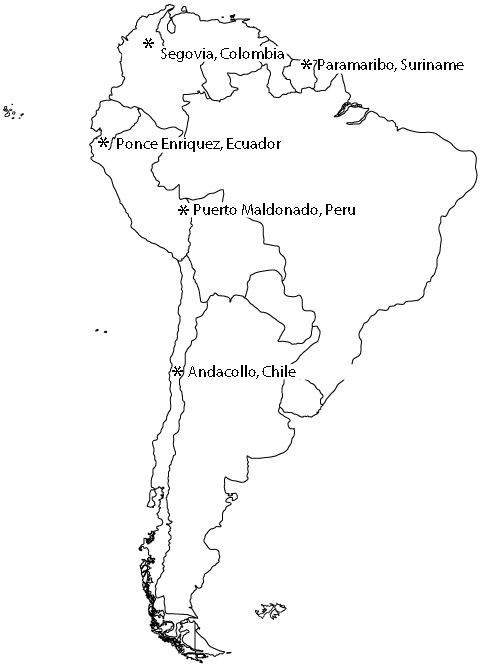 * Segovia, Colombia
* Paramaribo, Suriname
* Ponce Enriquez, Ecuador
* Puerto Maldonado, Peru
* Andacollo, Chile